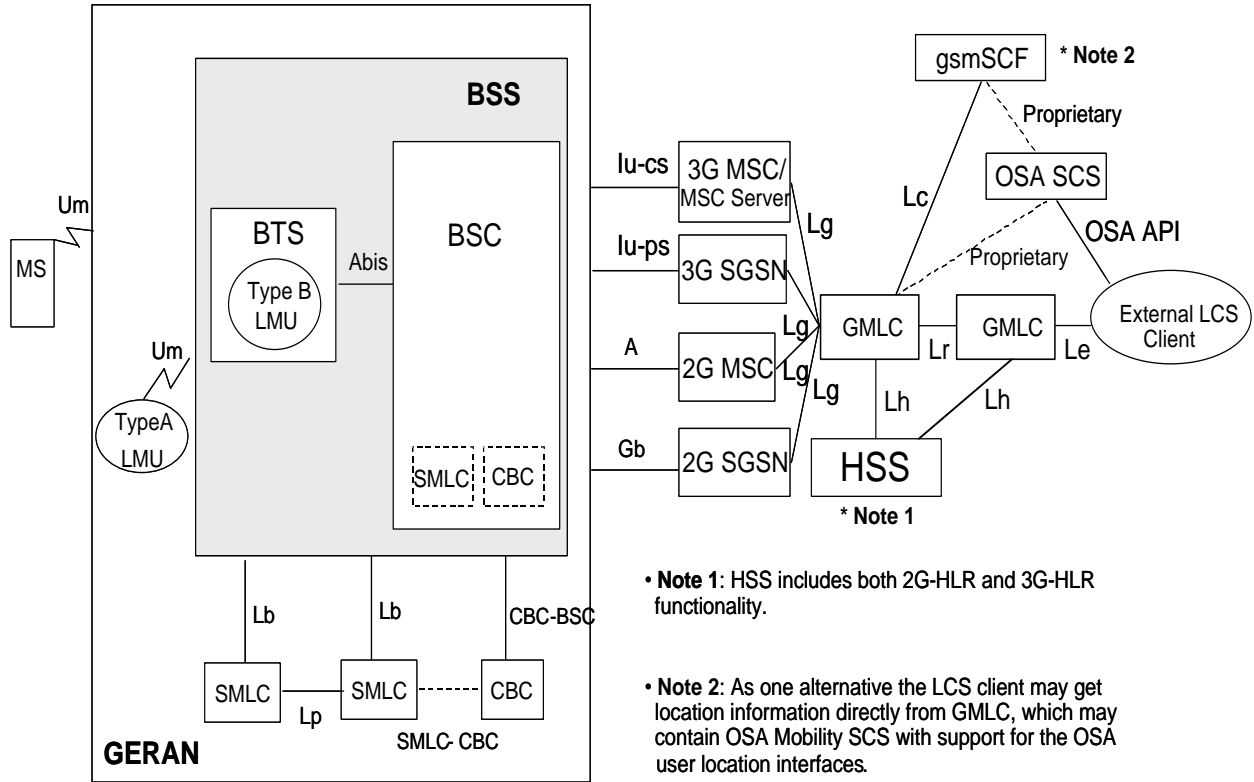 gsmSCF
* Note 2
BSS
Proprietary
Iu-cs
3G MSC/
MSC Server
OSA SCS
Um
Lc
Lg
BTS
BSC
OSA API
MS
Abis
Iu-ps
3G SGSN
Proprietary
Type B
LMU
GMLC
GMLC
External LCS
Client
Um
A
Lg
Lr
Le
2G MSC
Lg
Lg
TypeA
LMU
Lh
Lh
Gb
SMLC
CBC
2G SGSN
HSS
* Note 1
• Note 1: HSS includes both 2G-HLR and 3G-HLR
functionality.
Lb
Lb
CBC-BSC
SMLC
SMLC
CBC
Lp
SMLC- CBC
GERAN
• Note 2: As one alternative the LCS client may get
location information directly from GMLC, which may
contain OSA Mobility SCS with support for the OSA
user location interfaces.